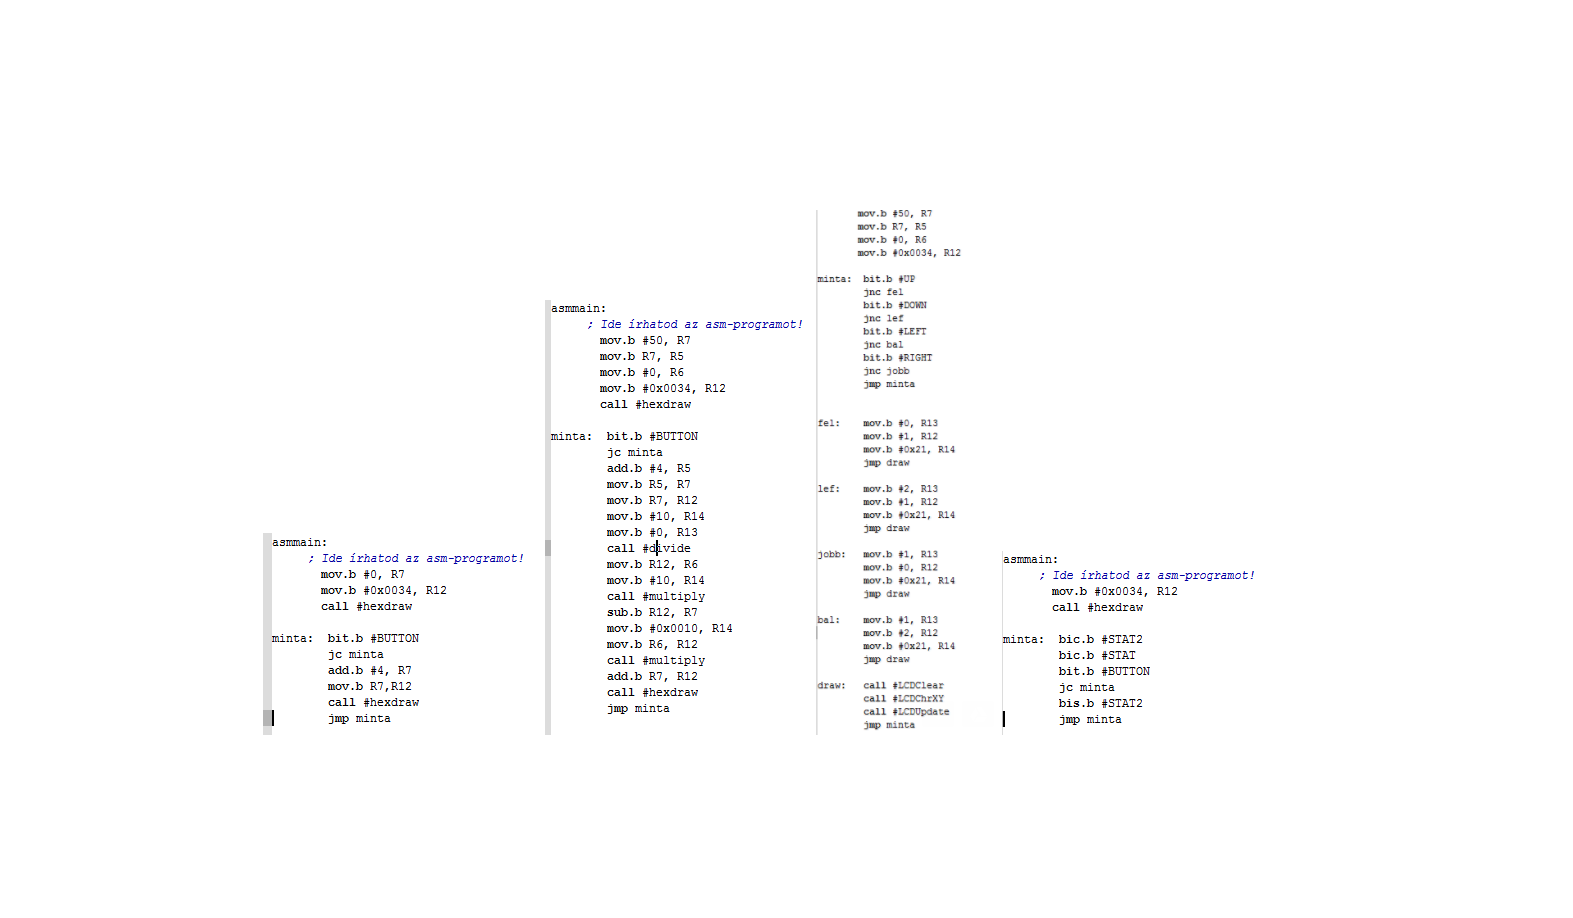 asmmain:
; Ide írhatod az asm-programot!
mov.b #0, R7
mov.b #0x0034, R12
call #hexdraw
minta: bit.b #BUTTON
jc minta
add.b #4, R7
mov.b R7,R12
call #hexdraw
jmp minta
asmmain:
; Ide írhatod az asm-programot!
mov.b #50, R7
mov.b R7, R5
mov.b #0, R6
mov.b #0x0034, R12
call #hexdraw
minta: bit.b #BUTTON
jc minta
add.b #4, R5
mov.b R5, R7
mov.b R7, R12
mov.b #10, R14
mov.b #0, R13
call #divide
mov.b R12, R6
mov.b #10, R14
call #multiply
sub.b R12, R7
mov.b #0x0010, R14
mov.b R6, R12
call #multiply
add.b R7, R12
call #hexdraw
jmp minta
mov.b #50, R7
mov.b R7, R5
mov.b #0, R6
mov.b #0x0034, R12
minta: bit.b #UP
jnc fel
bit.b #DOWN
jnc lef
bit.b #LEFT
jnc bal
bit.b #RIGHT
jnc jobb
jmp minta
fel: mov.b #0, R13
mov.b #1, R12
mov.b #0x21, R14
jmp draw
lef: mov.b #2, R13
mov.b #1, R12
mov.b #0x21, R14
jmp draw
jobb: mov.b #1, R13
mov.b #0, R12
mov.b #0x21, R14
jmp draw
bal: mov.b #1, R13
mov.b #2, R12
mov.b #0x21, R14
jmp draw
draw: call #LCDClear
call #LCDChrXY
call #LCDUpdate
jmp minta
asmmain:
; Ide írhatod az asm-programot!
mov.b #0x0034, R12
call #hexdraw
minta: bic.b #STAT2
bic.b #STAT
bit.b #BUTTON
jc minta
bis.b #STAT2
jmp minta